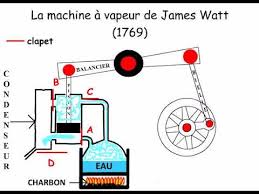 La machine à vapeur de James Watt
(1769)
clapet
CONDENSEUR
B
C
BALANCIER
A
D
EAU
CHARBON